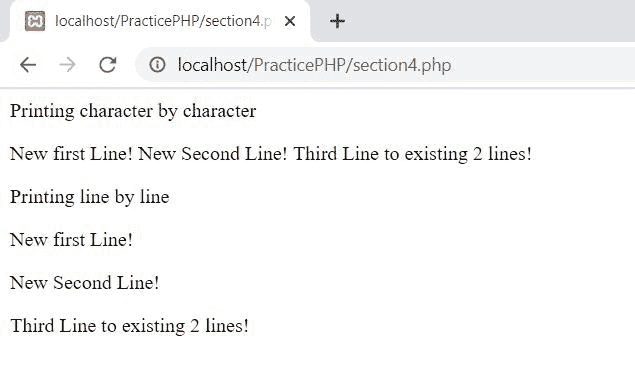 localhost/PracticePHP/section4.p
localhost/PracticePHP/section4.php
Printing character by character
New first Line! New Second Line! Third Line to existing 2 lines!
Printing line by line
New first Line!
New Second Line!
Third Line to existing 2 lines!